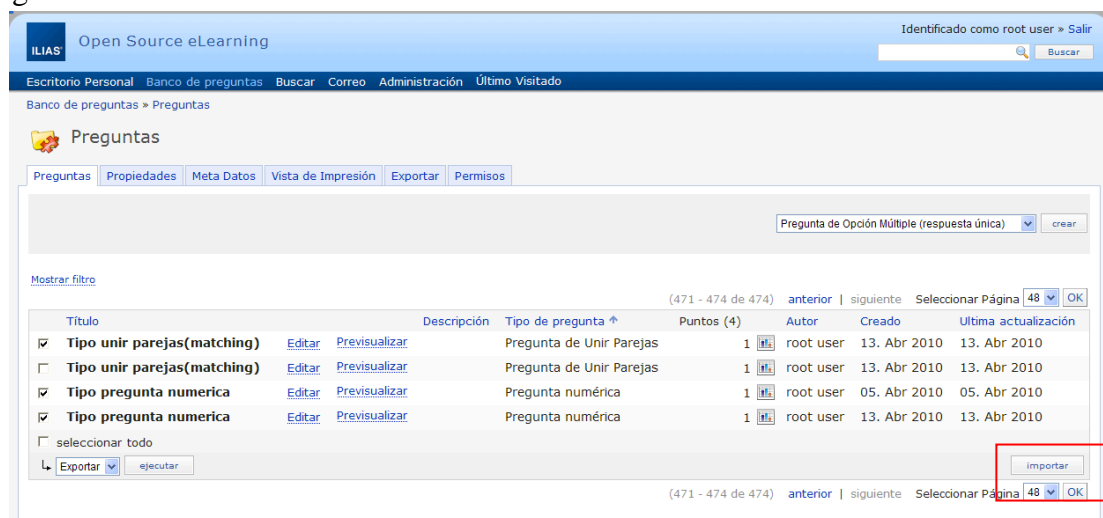 Identificado como root user » Salir
ILIAS Open Source eLearning
Buscar
Escritorio Personal Banco de preguntas Buscar Correo Administración Último Visitado
Banco de preguntas » Preguntas
Preguntas
Preguntas Propiedades Meta Datos Vista de Impresión Exportar Permisos
Pregunta de Opción Múltiple (respuesta única) crear
Mostrar filtro
(471 - 474 de 474) anterior | siguiente Seleccionar Página 48 OK
Título Descripción Tipo de pregunta Puntos (4) Autor Creado Ultima actualización
Tipo unir parejas(matching) Editar Previsualizar Pregunta de Unir Parejas 1 root user 13. Abr 2010 13. Abr 2010
Tipo unir parejas(matching) Editar Previsualizar Pregunta de Unir Parejas 1 root user 13. Abr 2010 13. Abr 2010
Tipo pregunta numerica Editar Previsualizar Pregunta numérica 1 root user 05. Abr 2010 05. Abr 2010
Tipo pregunta numerica Editar Previsualizar Pregunta numérica 1 root user 13. Abr 2010 13. Abr 2010
seleccionar todo
Exportar ejecutar importar
(471 - 474 de 474) anterior | siguiente Seleccionar Página 48 OK